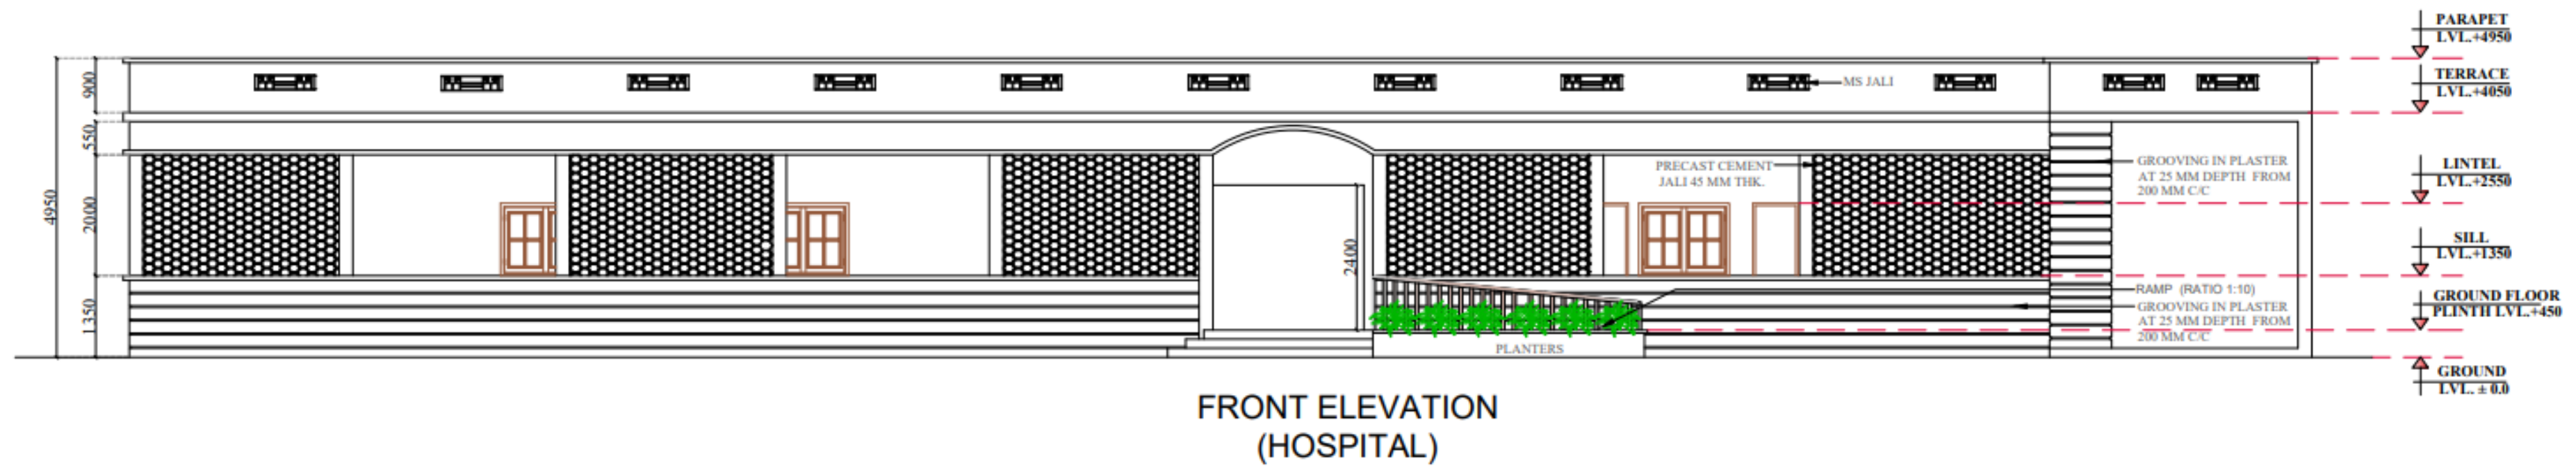 PARAPET
LVL.+4950
TERRACE
LVL.+4050
900
MS JALI
550
PRECAST CEMENT
JALI 45 MM THK.
GROOVING IN PLASTER
AT 25 MM DEPTH FROM
200 MM C/C
LINTEL
LVL.+2550
4950
2000
2400
SILL
LVL.+1350
1350
RAMP (RATIO 1:10)
GROOVING IN PLASTER
AT 25 MM DEPTH FROM
200 MM C/C
GROUND FLOOR
PLINTH LVL.+450
PLANTERS
GROUND
LVL. ± 0.0
FRONT ELEVATION
(HOSPITAL)